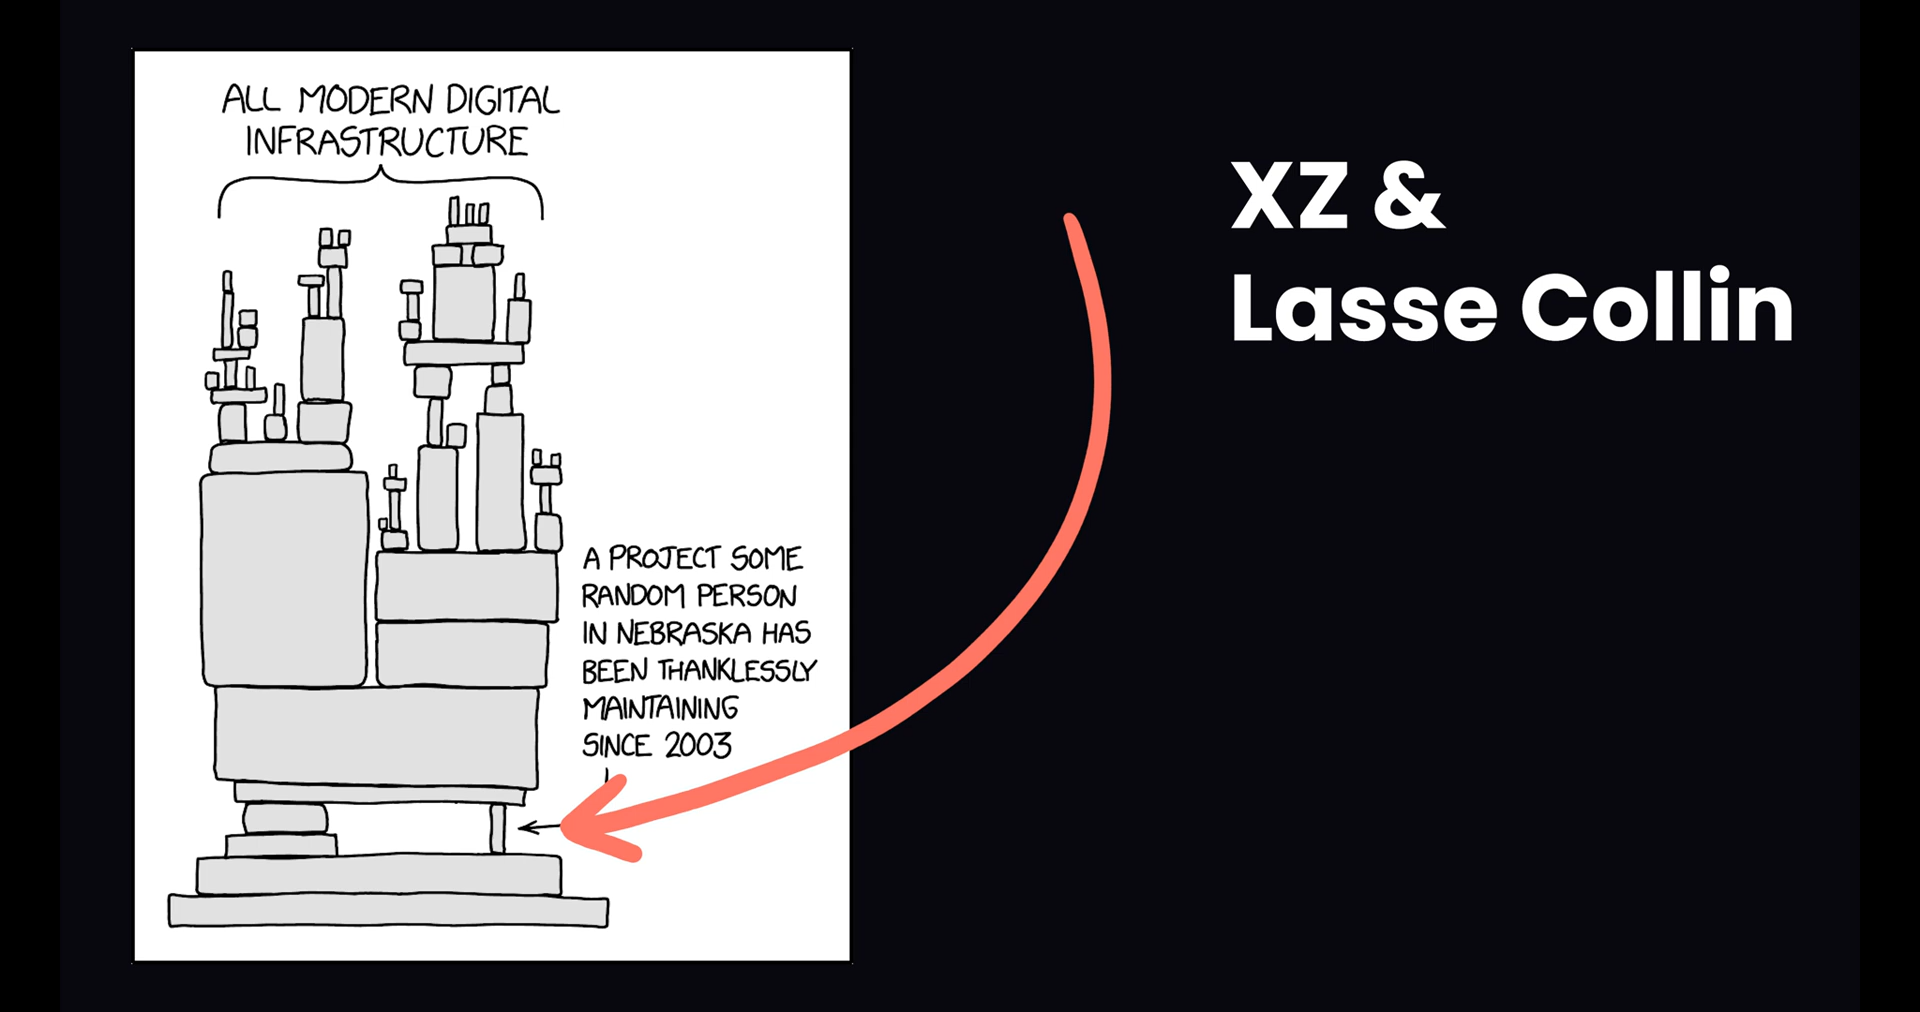 ALL MODERN DIGITAL
INFRASTRUCTURE
A PROJECT SOME
RANDOM PERSON
IN NEBRASKA HAS
BEEN THANKLESSLY
MAINTAINING
SINCE 2003
XZ &
Lasse Collin